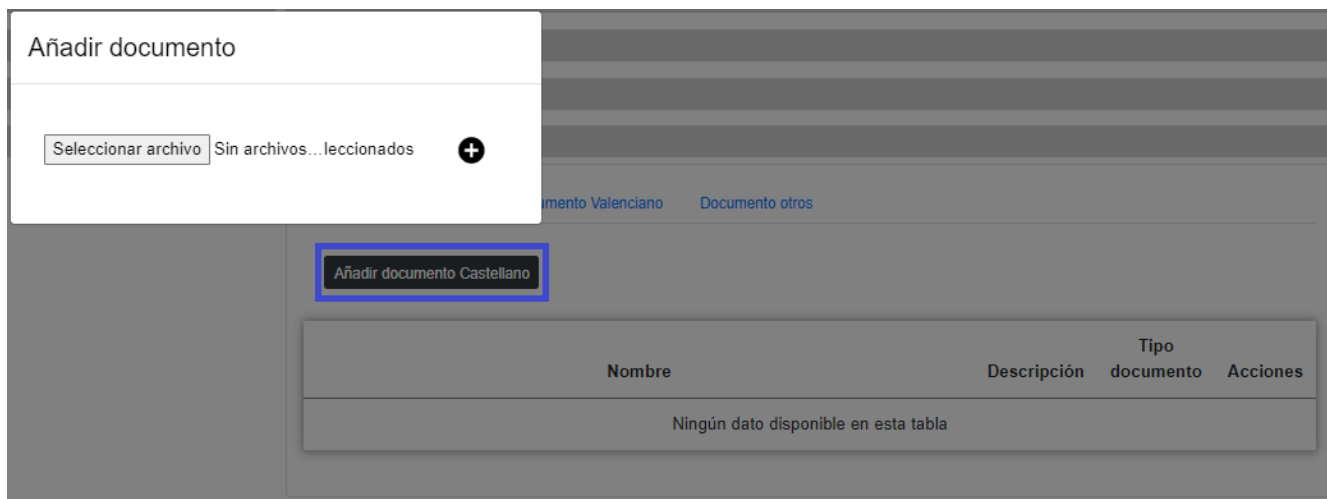 Añadir documento
Seleccionar archivo Sin archivos...leccionados
mento Valenciano Documento otros
Añadir documento Castellano
Nombre Descripción Tipo documento Acciones
Ningún dato disponible en esta tabla